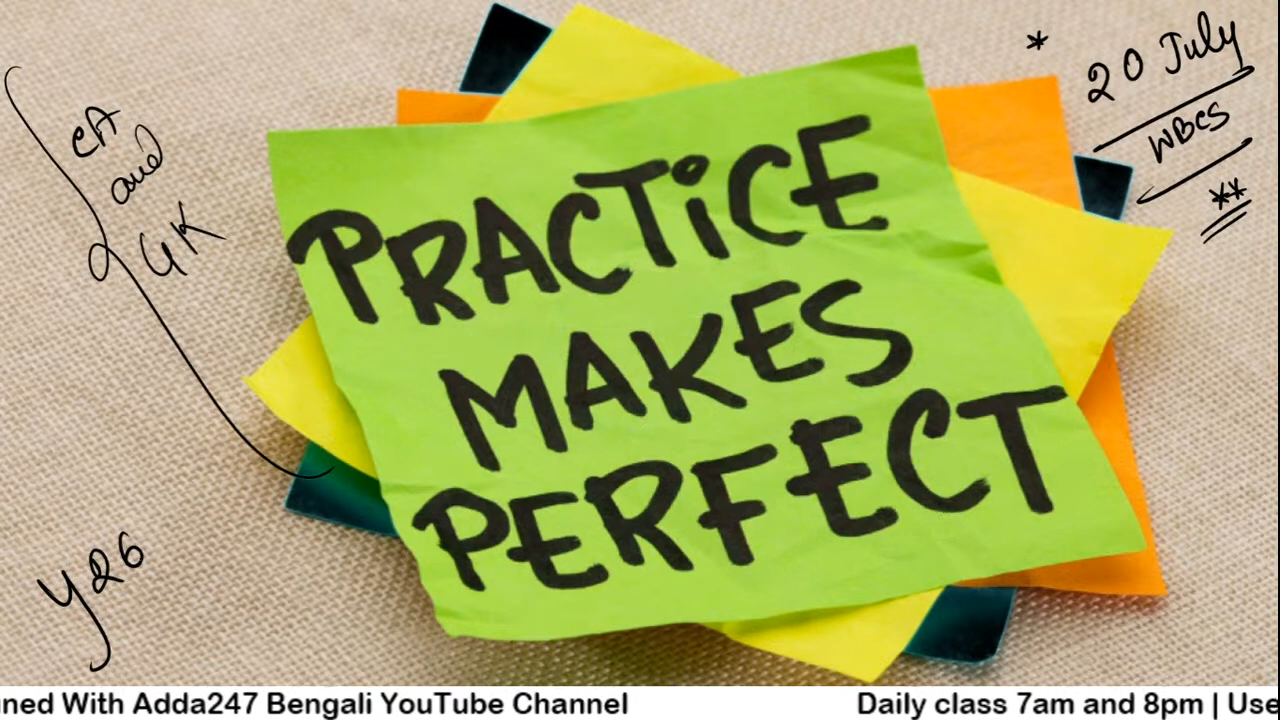 * 20 July
WBCS
**
CA
and
GK
PRACTiCE
MAKES
PERFECT
Y26
ned With Adda247 Bengali YouTube Channel
Daily class 7am and 8pm | Use